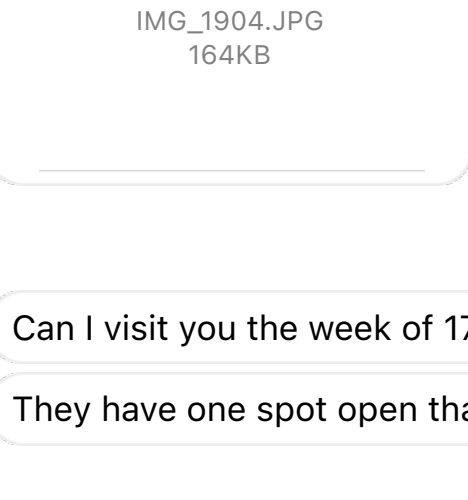 IMG_1904.JPG
164KB
Can I visit you the week of 17
They have one spot open tha